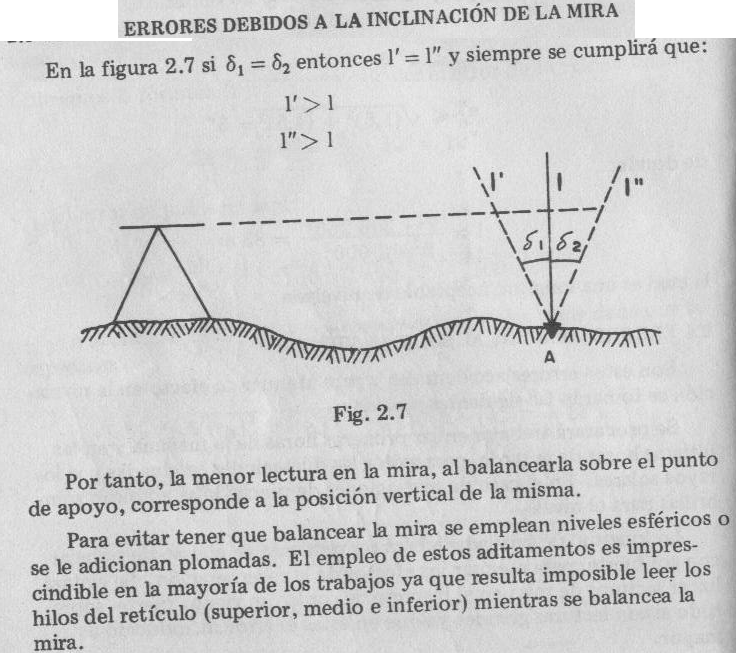 ERRORES DEBIDOS A LA INCLINACIÓN DE LA MIRA
En la figura 2.7 si δ₁ = δ₂ entonces l′ = l″ y siempre se cumplirá que:
l′ > l
l″ > l
l' l l"
δ₁ δ₂
A
Fig. 2.7
Por tanto, la menor lectura en la mira, al balancearla sobre el punto
de apoyo, corresponde a la posición vertical de la misma.
Para evitar tener que balancear la mira se emplean niveles esféricos o
se le adicionan plomadas. El empleo de estos aditamentos es impres-
cindible en la mayoría de los trabajos ya que resulta imposible leer los
hilos del retículo (superior, medio e inferior) mientras se balancea la
mira.